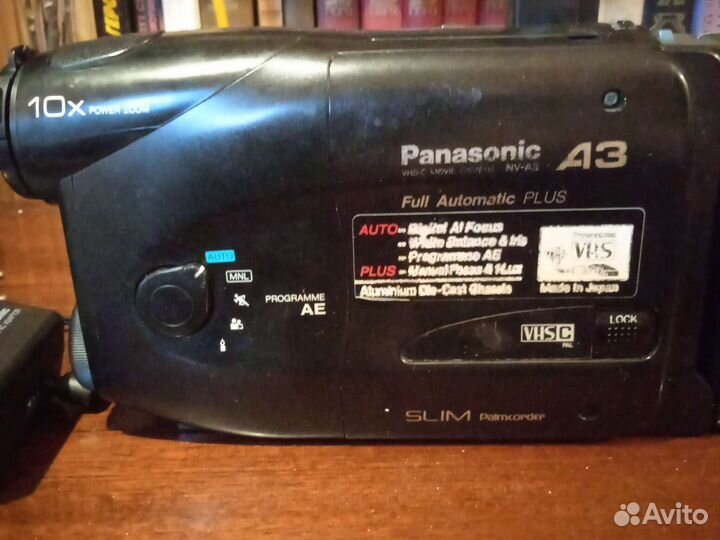 10x POWER ZOOM
Panasonic A3
VHS-C MOVIE CAMERA NV-A3
Full Automatic PLUS
AUTO Digital AI Focus
White Balance & Iris
Programme AE
PLUS Manual Focus &
Aluminium Die-Cast Chassis
Panasonic
VHS
Made in Japan
AUTO
MNL
PROGRAMME
AE
VHS C
PAL
LOCK
SLIM Palmcorder
Avito